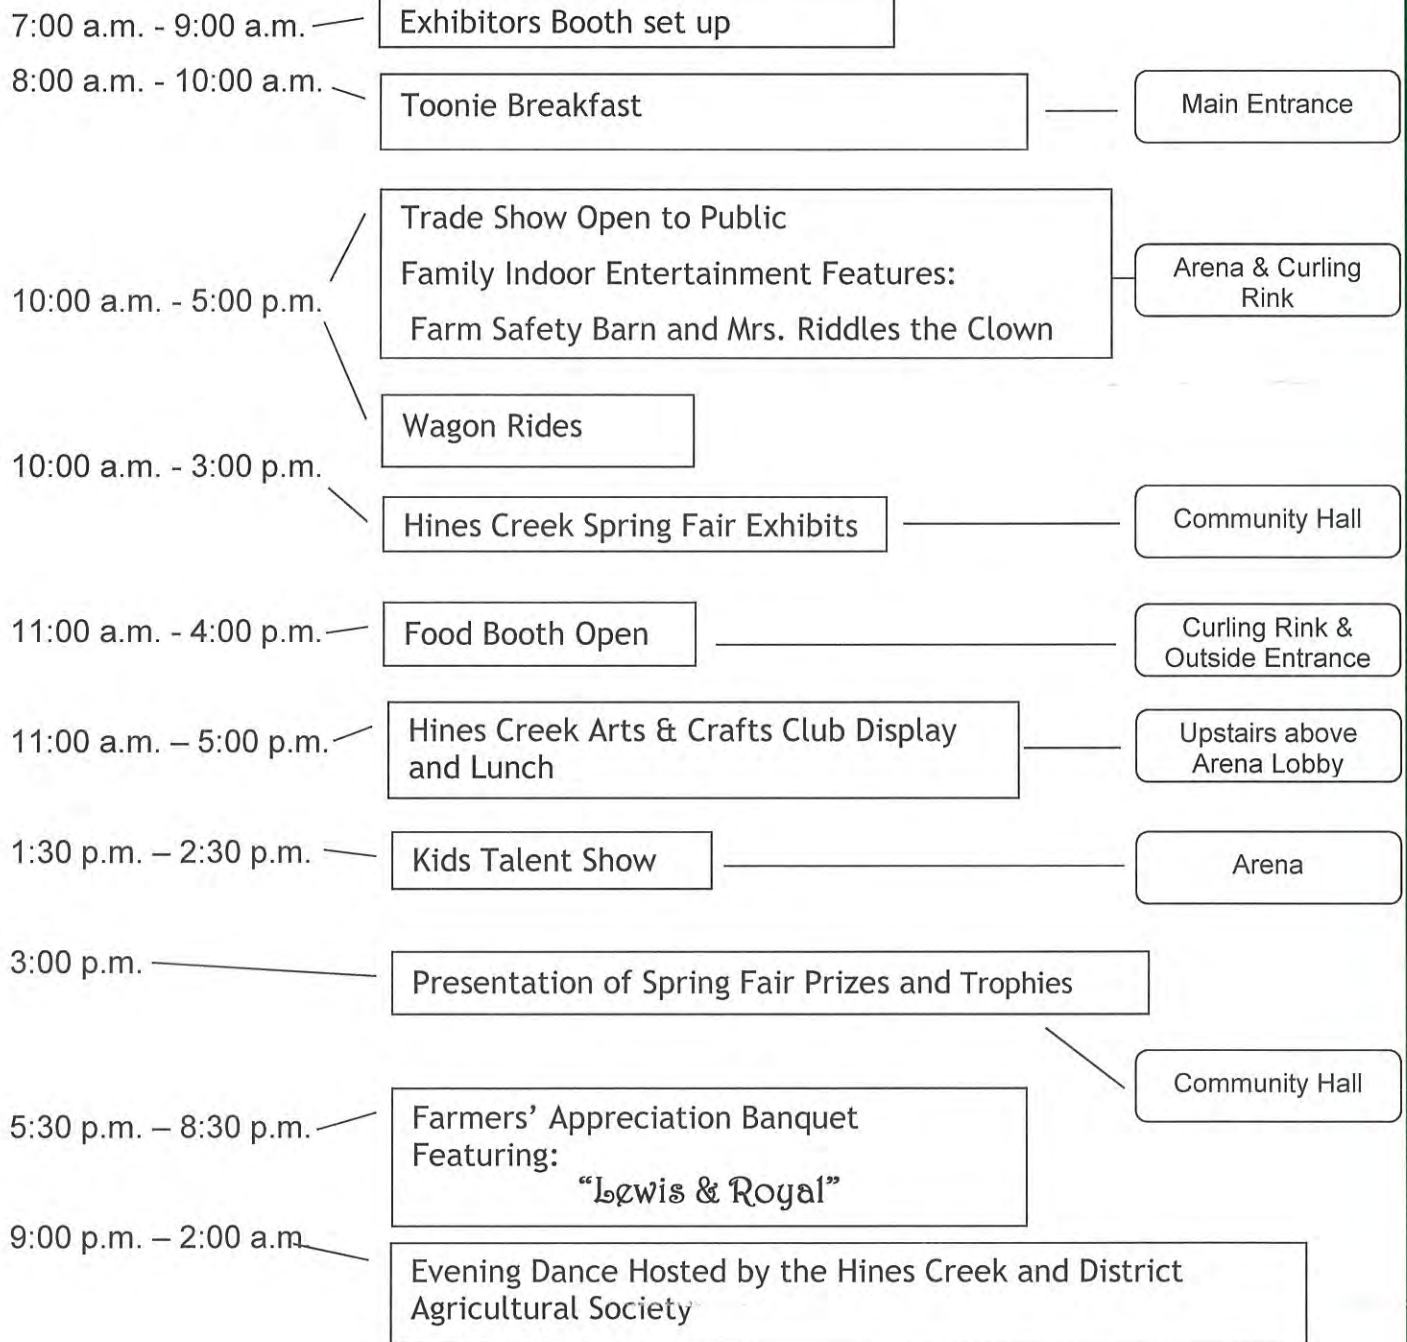 7:00 a.m. - 9:00 a.m.
Exhibitors Booth set up
8:00 a.m. - 10:00 a.m.
Toonie Breakfast
Main Entrance
10:00 a.m. - 5:00 p.m.
Trade Show Open to Public
Family Indoor Entertainment Features:
Farm Safety Barn and Mrs. Riddles the Clown
Arena & Curling
Rink
Wagon Rides
10:00 a.m. - 3:00 p.m.
Hines Creek Spring Fair Exhibits
Community Hall
11:00 a.m. - 4:00 p.m.
Food Booth Open
Curling Rink &
Outside Entrance
11:00 a.m. – 5:00 p.m.
Hines Creek Arts & Crafts Club Display
and Lunch
Upstairs above
Arena Lobby
1:30 p.m. – 2:30 p.m.
Kids Talent Show
Arena
3:00 p.m.
Presentation of Spring Fair Prizes and Trophies
Community Hall
5:30 p.m. – 8:30 p.m.
Farmers’ Appreciation Banquet
Featuring:
“Lewis & Royal”
9:00 p.m. – 2:00 a.m.
Evening Dance Hosted by the Hines Creek and District
Agricultural Society